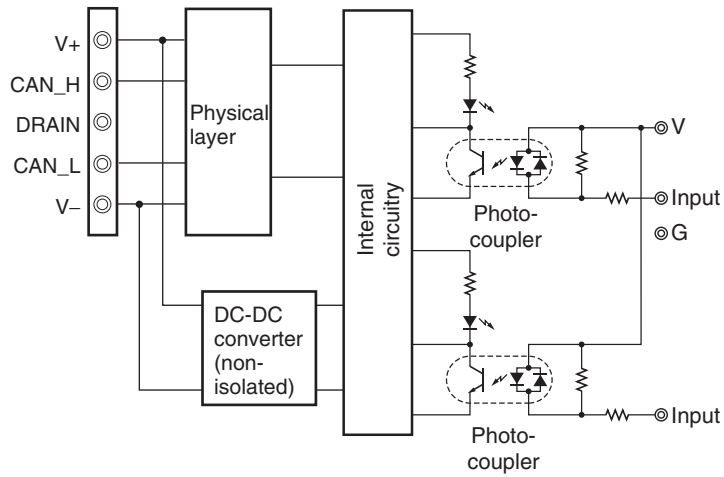 V+
CAN_H
DRAIN
CAN_L
V–
Physical
layer
DC-DC
converter
(non-
isolated)
Internal
circuitry
Photo-
coupler
V
Input
G
Photo-
coupler
Input